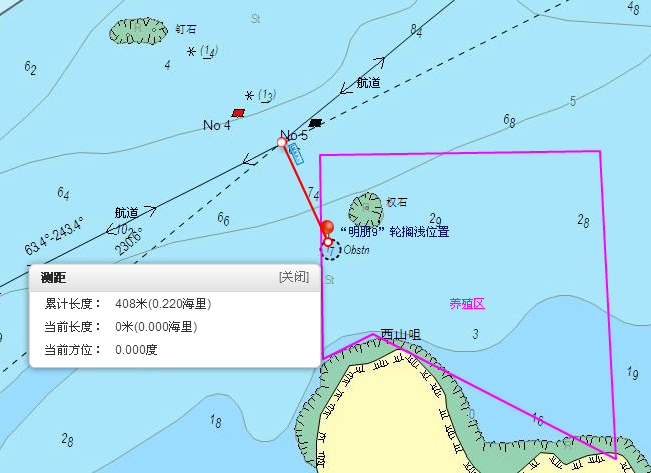 钉石
St
4₈
8₄
(1₄)
6₂
4
航道
(1₃)
5
No 4
No 5
6₈
6₄
7₄
权石
航道
10₃
6₆
2₉
2₈
63.4°-243.4°
230.6°
“明朋9”轮搁浅位置
Obstn
测距 [关闭]
St
累计长度： 408米(0.220海里)
养殖区
当前长度： 0米(0.000海里)
西山咀
3
当前方位： 0.000度
1₉
1₈
0
1₆
2₈